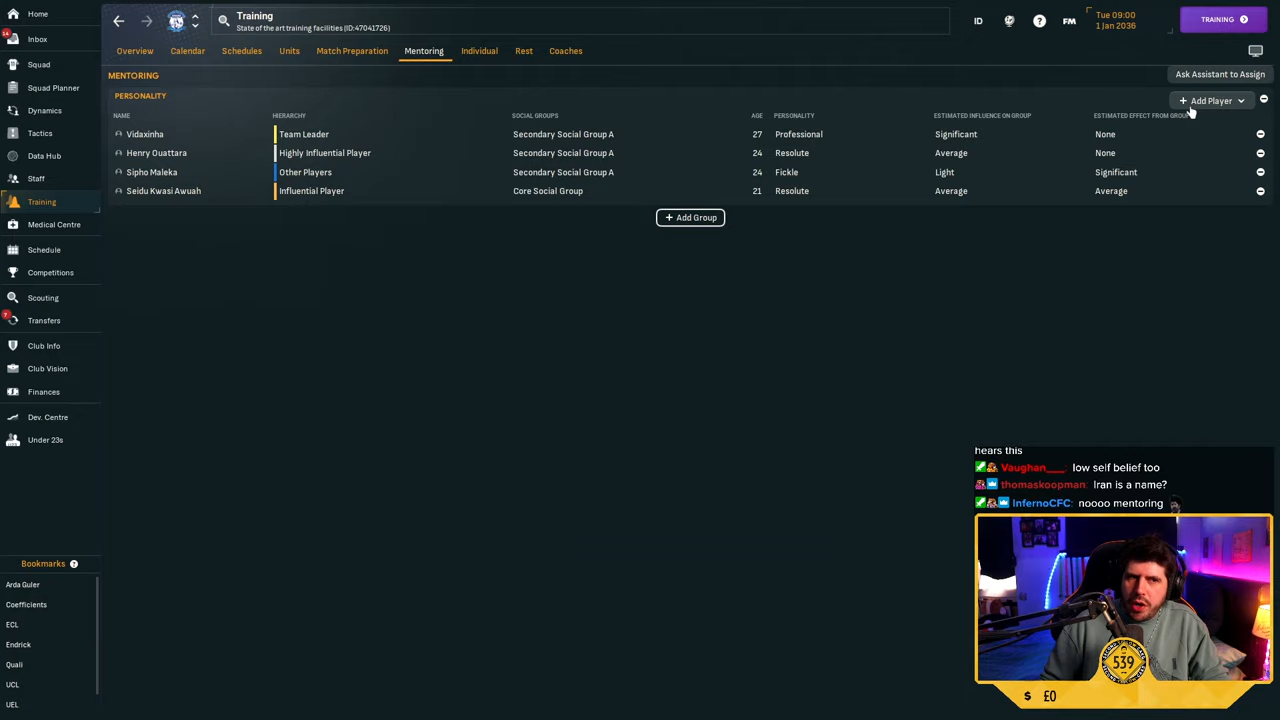 Home
14
Inbox
Squad
Squad Planner
Dynamics
Tactics
Data Hub
Staff
Training
Medical Centre
Schedule
Competitions
Scouting
7
Transfers
Club Info
Club Vision
Finances
Dev. Centre
Under 23s
Bookmarks ?
Arda Guler
Coefficients
ECL
Endrick
Quali
UCL
UEL
Training
State of the art training facilities (ID:47041726)
ID
?
FM
Tue 09:00
1 Jan 2036
TRAINING
Overview Calendar Schedules Units Match Preparation Mentoring Individual Rest Coaches
MENTORING
Ask Assistant to Assign
PERSONALITY
+ Add Player
NAME HIERARCHY SOCIAL GROUPS AGE PERSONALITY ESTIMATED INFLUENCE ON GROUP ESTIMATED EFFECT FROM GROUP
Vidaxinha Team Leader Secondary Social Group A 27 Professional Significant None
Henry Ouattara Highly Influential Player Secondary Social Group A 24 Resolute Average None
Sipho Maleka Other Players Secondary Social Group A 24 Fickle Light Significant
Seidu Kwasi Awuah Influential Player Core Social Group 21 Resolute Average Average
+ Add Group
hears this
Vaughan___: low self belief too
thomaskoopman: Iran is a name?
InfernoCFC: noooo mentoring
539
$ £0